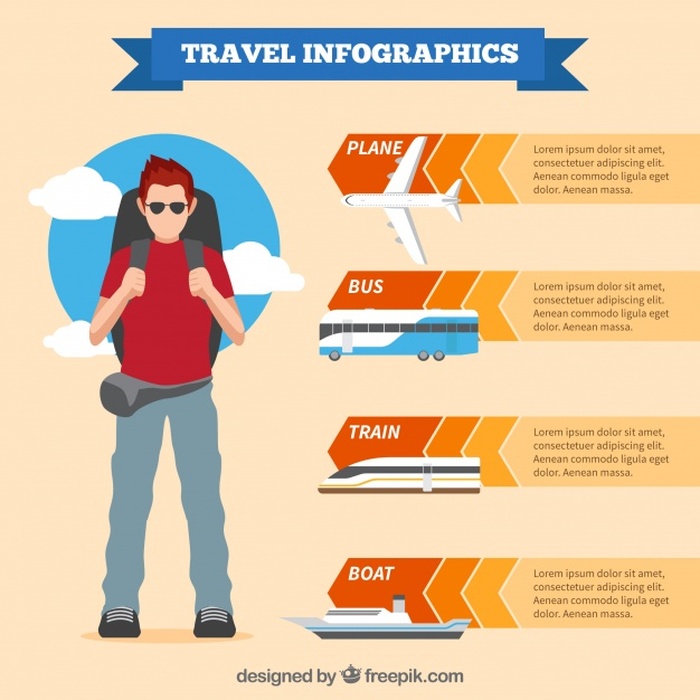 TRAVEL INFOGRAPHICS
PLANE
Lorem ipsum dolor sit amet,
consectetuer adipiscing elit.
Aenean commodo ligula eget
dolor. Aenean massa.
BUS
Lorem ipsum dolor sit amet,
consectetuer adipiscing elit.
Aenean commodo ligula eget
dolor. Aenean massa.
TRAIN
Lorem ipsum dolor sit amet,
consectetuer adipiscing elit.
Aenean commodo ligula eget
dolor. Aenean massa.
BOAT
Lorem ipsum dolor sit amet,
consectetuer adipiscing elit.
Aenean commodo ligula eget
dolor. Aenean massa.
designed by freepik.com